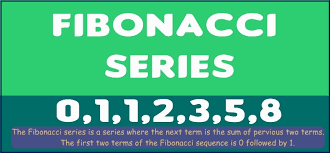 FIBONACCI
SERIES
0,1,1,2,3,5,8
The Fibonacci series is a series where the next term is the sum of pervious two terms.
The first two terms of the Fibonacci sequence is 0 followed by 1.